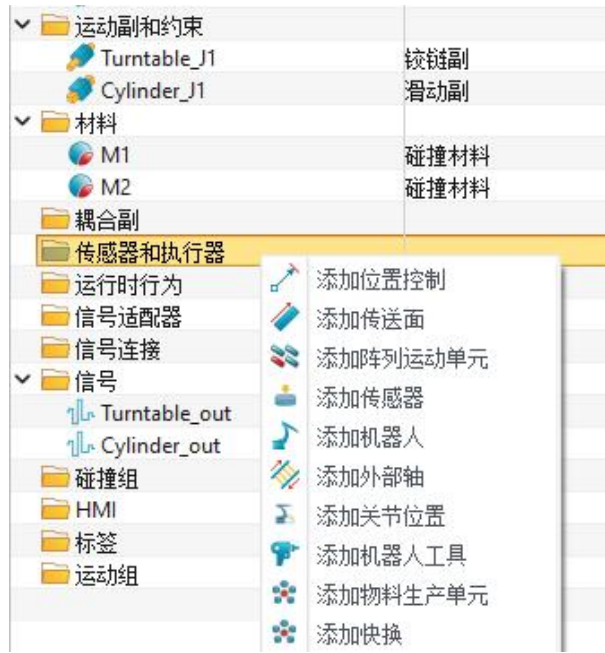 运动副和约束
Turntable_J1 铰链副
Cylinder_J1 滑动副
材料
M1 碰撞材料
M2 碰撞材料
耦合副
传感器和执行器
运行时行为
信号适配器
信号连接
信号
Turntable_out
Cylinder_out
碰撞组
HMI
标签
运动组
添加位置控制
添加传送面
添加阵列运动单元
添加传感器
添加机器人
添加外部轴
添加关节位置
添加机器人工具
添加物料生产单元
添加快换